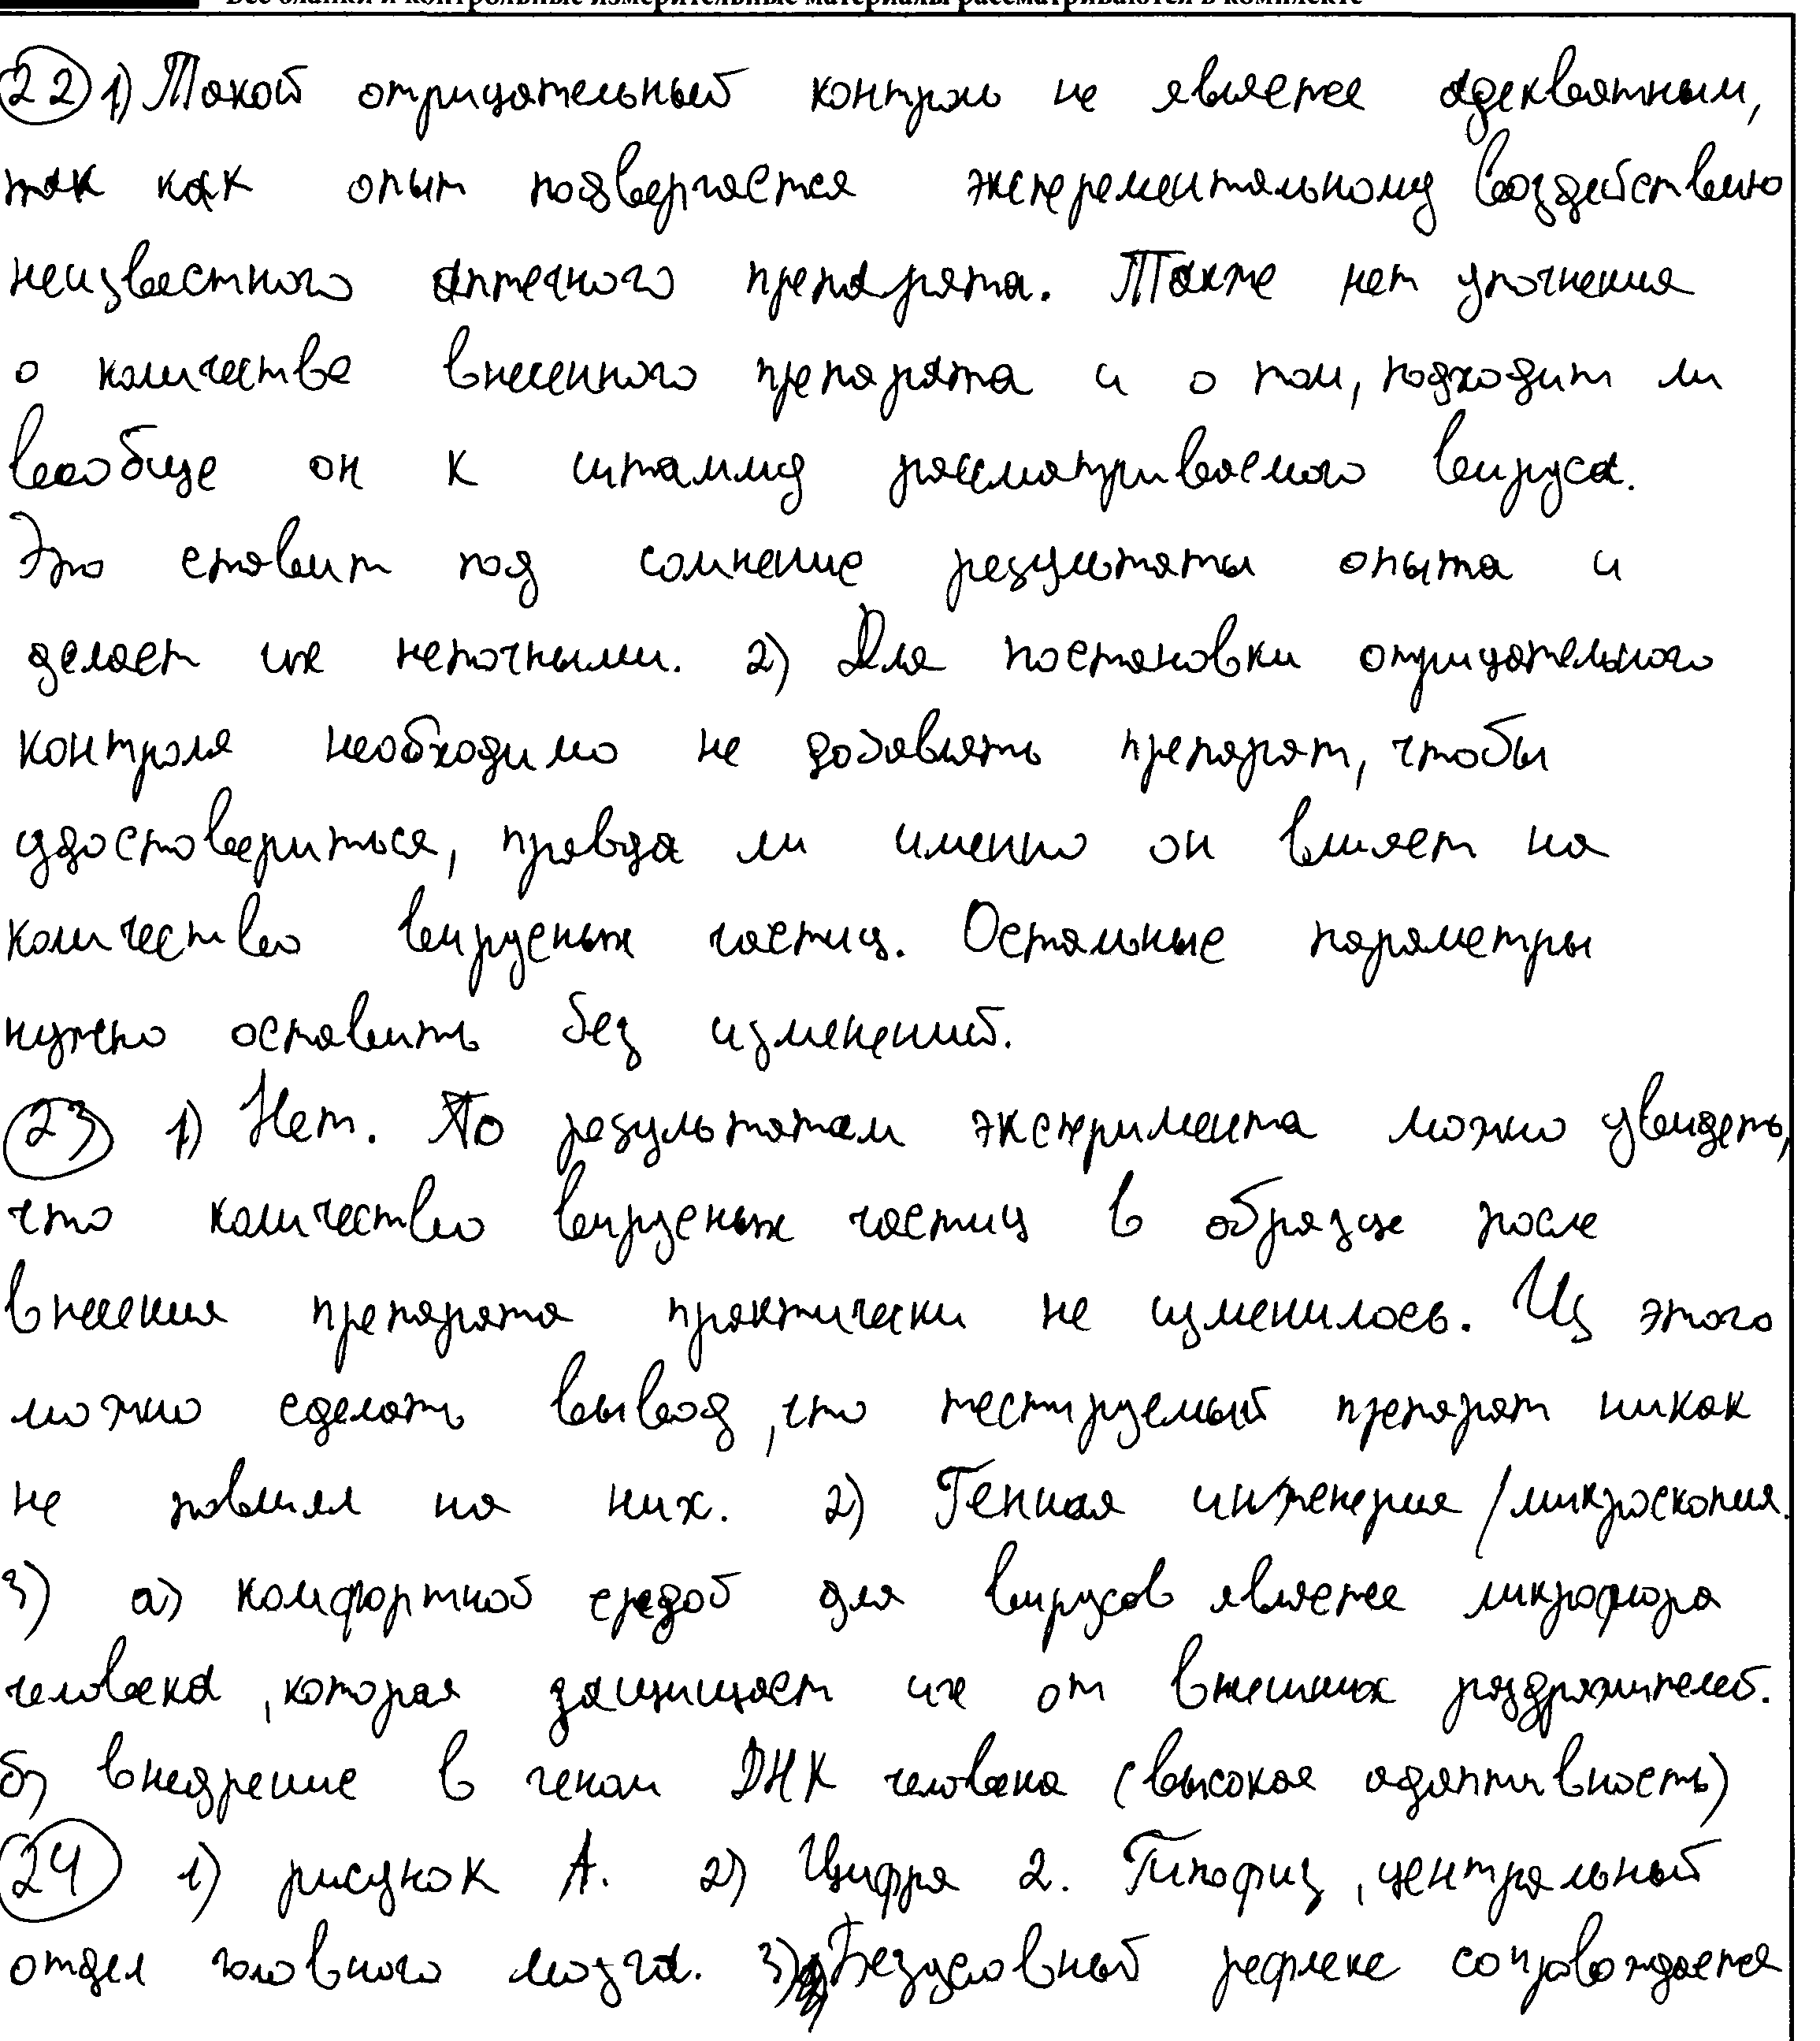 Все бланки и контрольные измерительные материалы рассматриваются в комплекте
22 1) Такой отрицательный контроль не является адекватным,
так как опыт подвергается эксперементальному воздействию
неизвестного аптечного препарата. Также нет уточнения
о количестве внесенного препарата и о том, подходит ли
вообще он к штамму рассматриваемого вируса.
Это ставит под сомнение результаты опыта и
делает их неточными. 2) Для постановки отрицательного
контроля необходимо не добавлять препарат, чтобы
удостовериться, правда ли именно он влияет на
количество вирусных частиц. Остальные параметры
нужно оставить без изменений.
23 1) Нет. По результатам эксперимента можно увидеть,
что количество вирусных частиц в образце после
внесения препарата практически не изменилось. Из этого
можно сделать вывод, что тестируемый препарат никак
не повлиял на них. 2) Генная инженерия / микроскопия.
3) а) комфортной средой для вирусов является микрофлора
человека, которая защищает их от внешних раздражителей.
б) внедрение в геном ДНК человека (высокая адаптивность)
24 1) рисунок А. 2) Цифра 2. Гипофиз, центральный
отдел головного мозга. 3) Безусловный рефлекс сопровождается